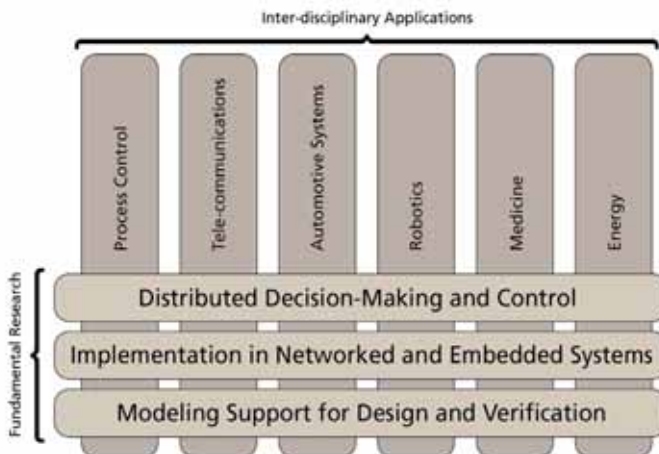 Inter-disciplinary Applications
Process Control
Tele-communications
Automotive Systems
Robotics
Medicine
Energy
Fundamental Research
Distributed Decision-Making and Control
Implementation in Networked and Embedded Systems
Modeling Support for Design and Verification